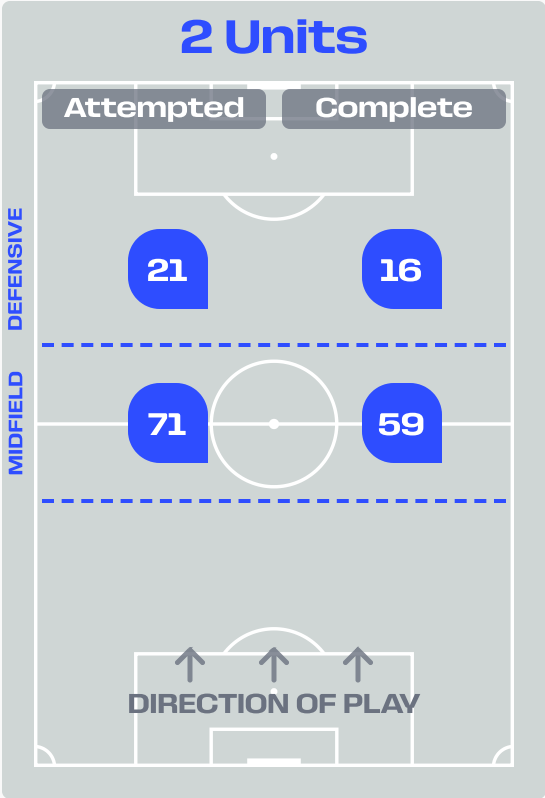 2 Units
Attempted Complete
DEFENSIVE
21 16
MIDFIELD
71 59
DIRECTION OF PLAY